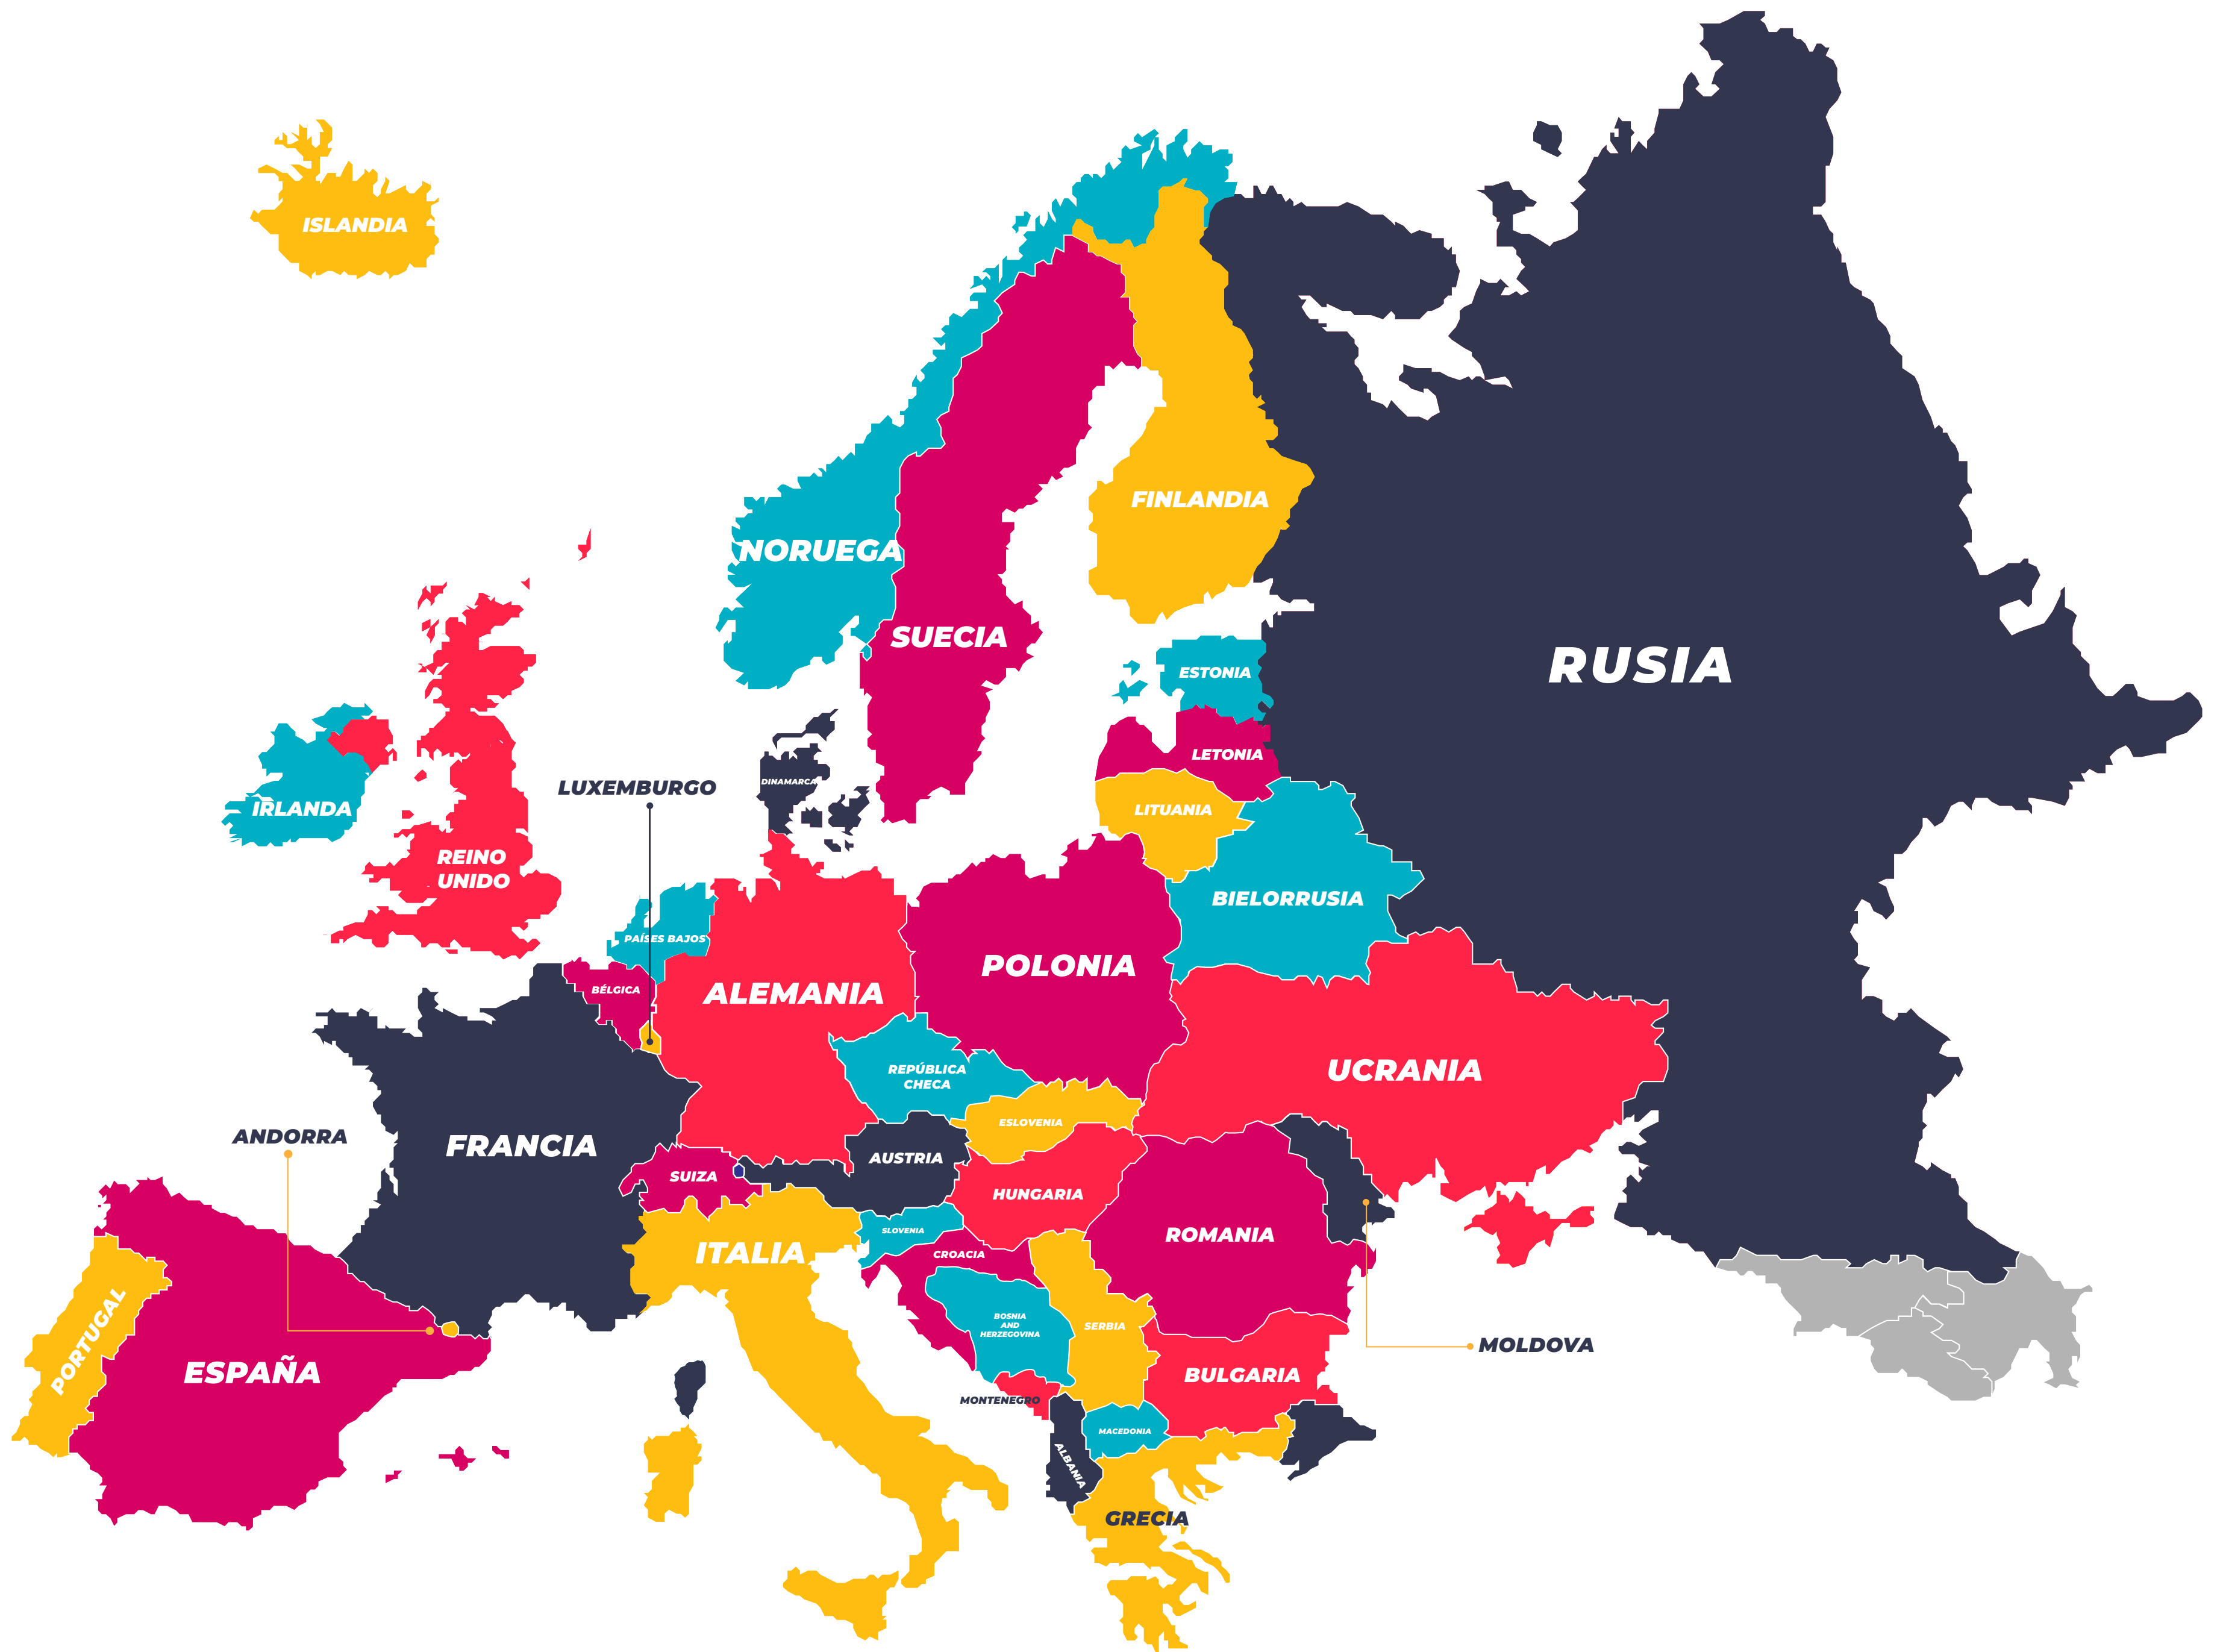 ISLANDIA
FINLANDIA
NORUEGA
SUECIA
RUSIA
ESTONIA
LETONIA
LUXEMBURGO
DINAMARCA
IRLANDA
LITUANIA
REINO
UNIDO
BIELORRUSIA
PAÍSES BAJOS
POLONIA
BÉLGICA
ALEMANIA
REPÚBLICA
CHECA
UCRANIA
ESLOVENIA
ANDORRA
FRANCIA
AUSTRIA
SUIZA
HUNGARIA
SLOVENIA
ROMANIA
ITALIA
CROACIA
PORTUGAL
BOSNIA
AND
HERZEGOVINA
SERBIA
MOLDOVA
ESPAÑA
BULGARIA
MONTENEGRO
MACEDONIA
ALBANIA
GRECIA